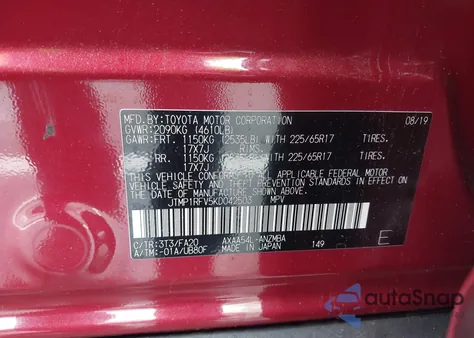 MFD.BY:TOYOTA MOTOR CORPORATION 08/19
GVWR:2090KG (4610LB)
GAWR:FRT. 1150KG (2535LB) WITH 225/65R17 TIRES,
17X7J RIMS,
RR. 1150KG WITH 225/65R17 TIRES,
17X7J
THIS VEHICLE CONFORMS TO ALL APPLICABLE FEDERAL MOTOR
VEHICLE SAFETY AND THEFT PREVENTION STANDARDS IN
EFFECT ON THE DATE OF MANUFACTURE SHOWN ABOVE.
JTMP1RFV5KD042503 MPV
C/TR:3T3/FA20 AXAA54L-ANZMBA
A/TM:-01A/UB80F MADE IN JAPAN 149 E
autoSnap